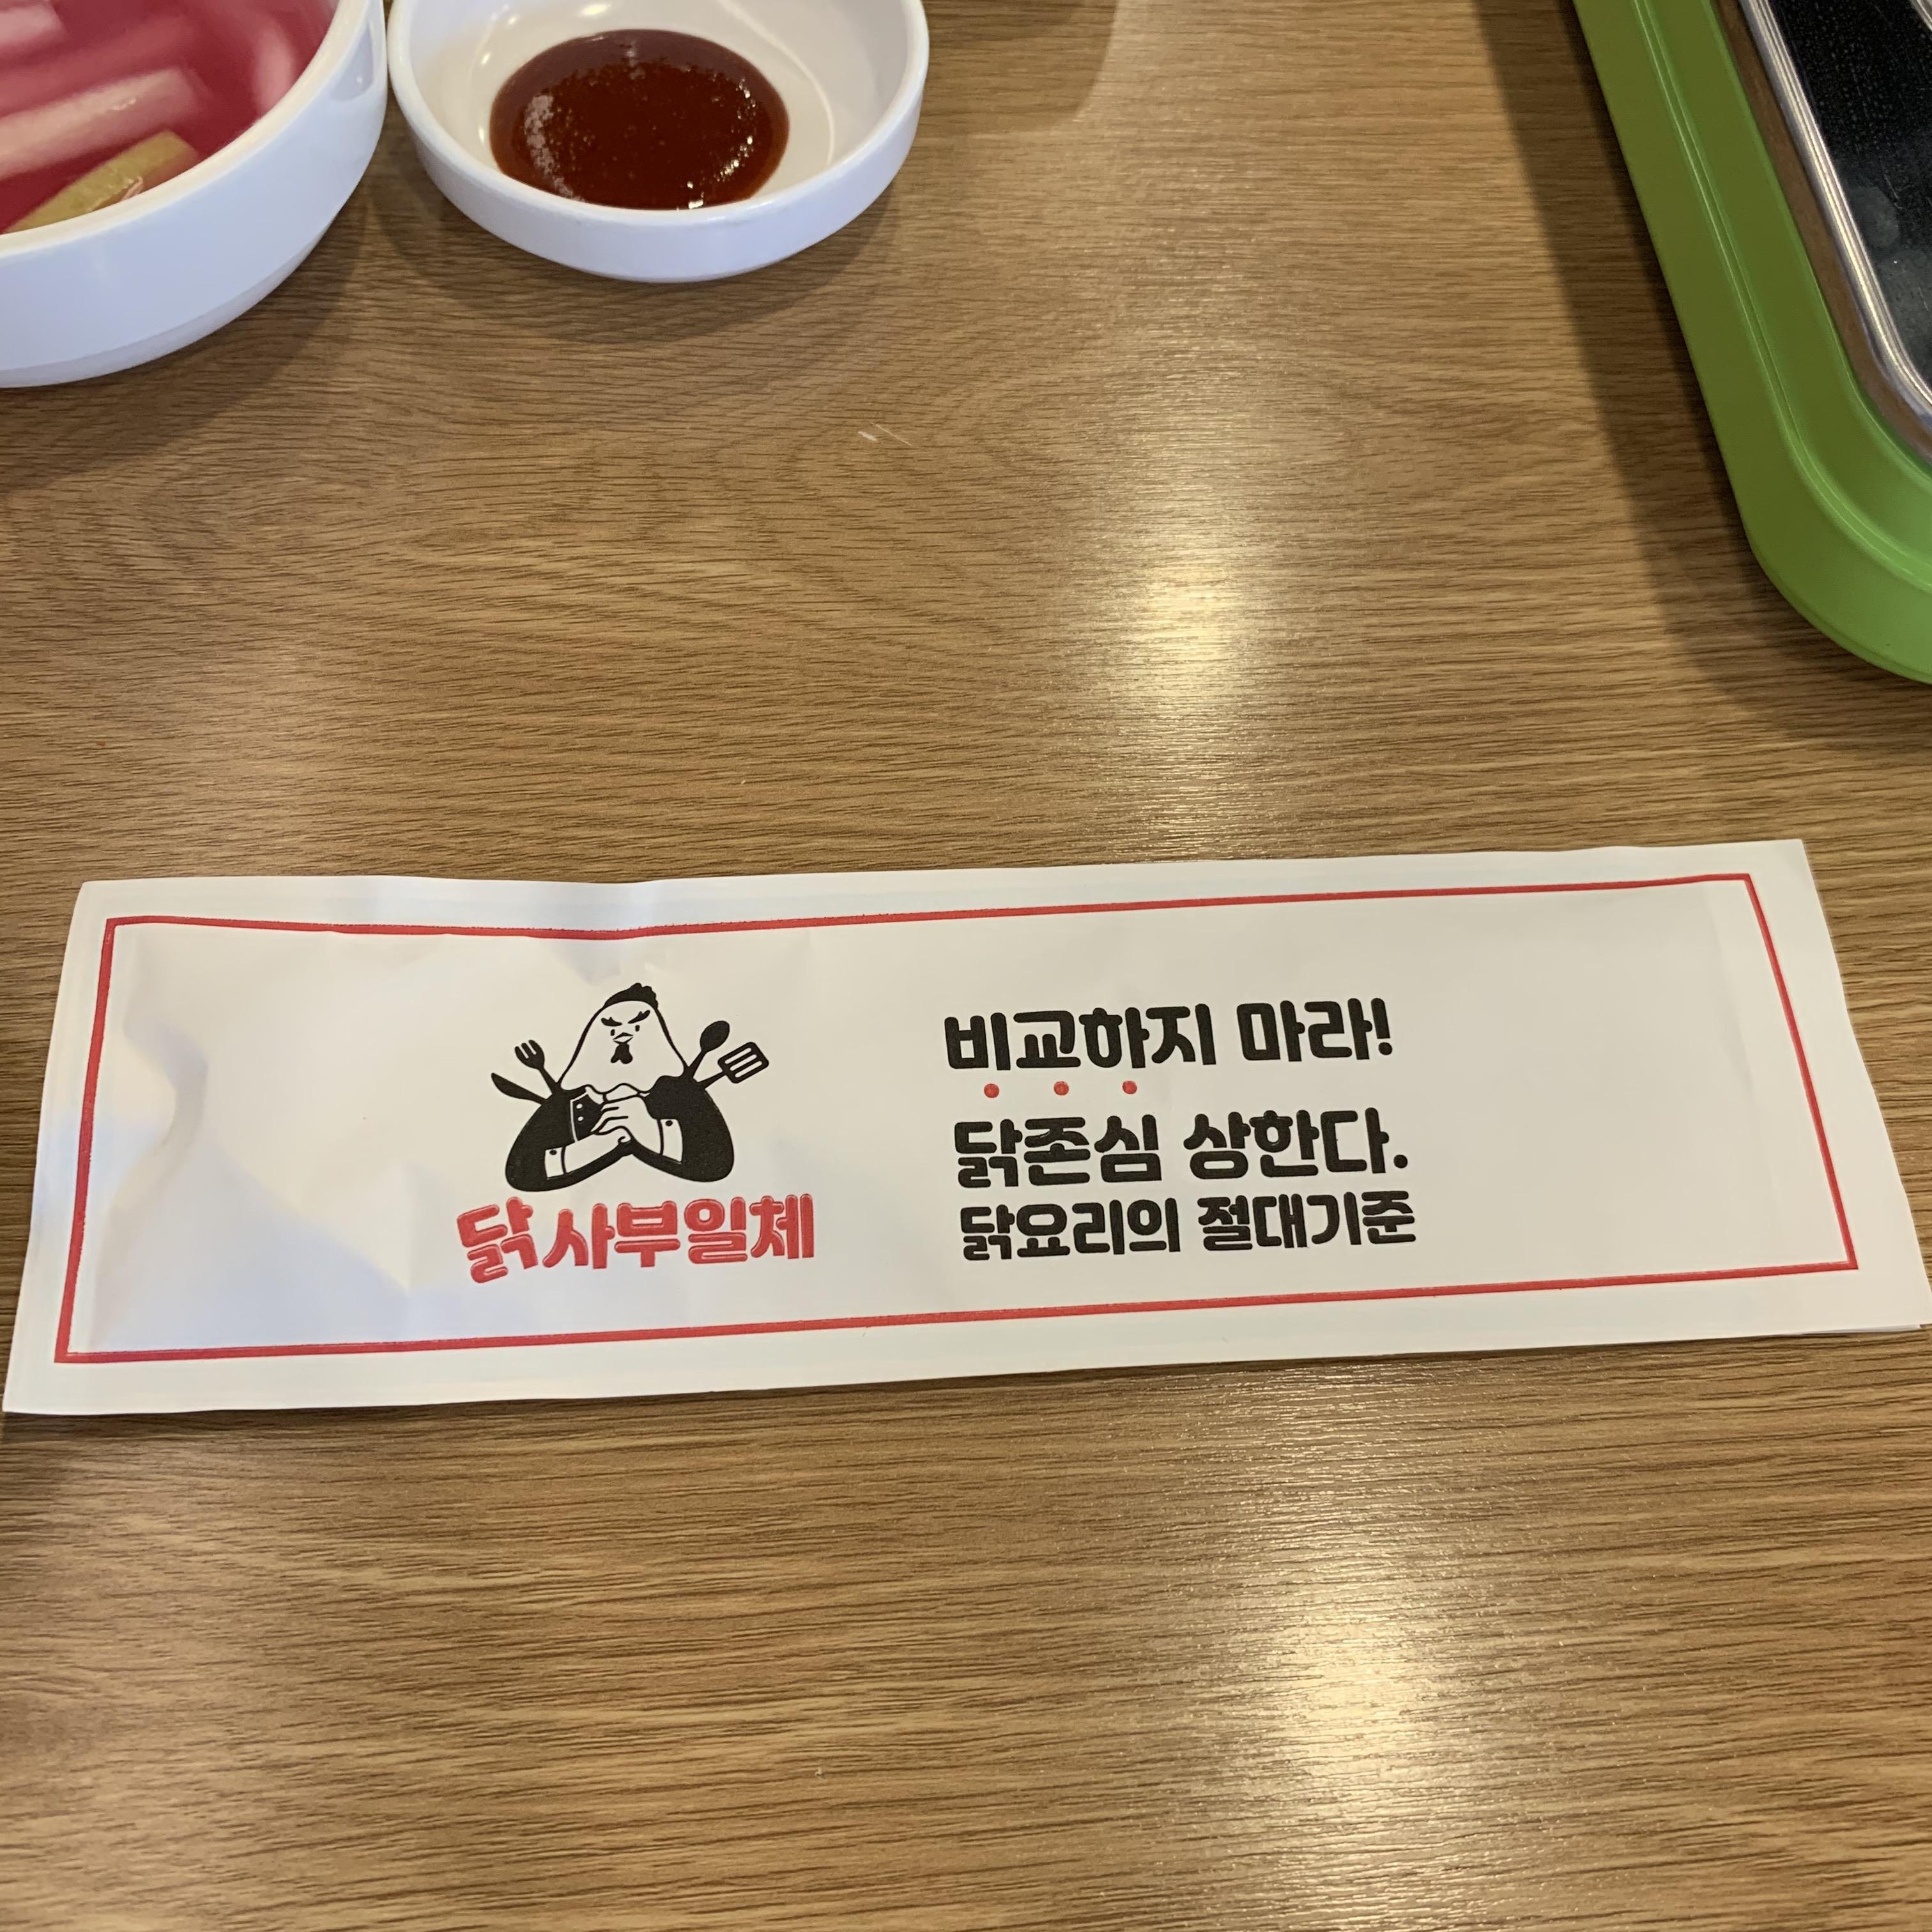 닭사부일체
비교하지 마라!
닭존심 상한다.
닭요리의 절대기준